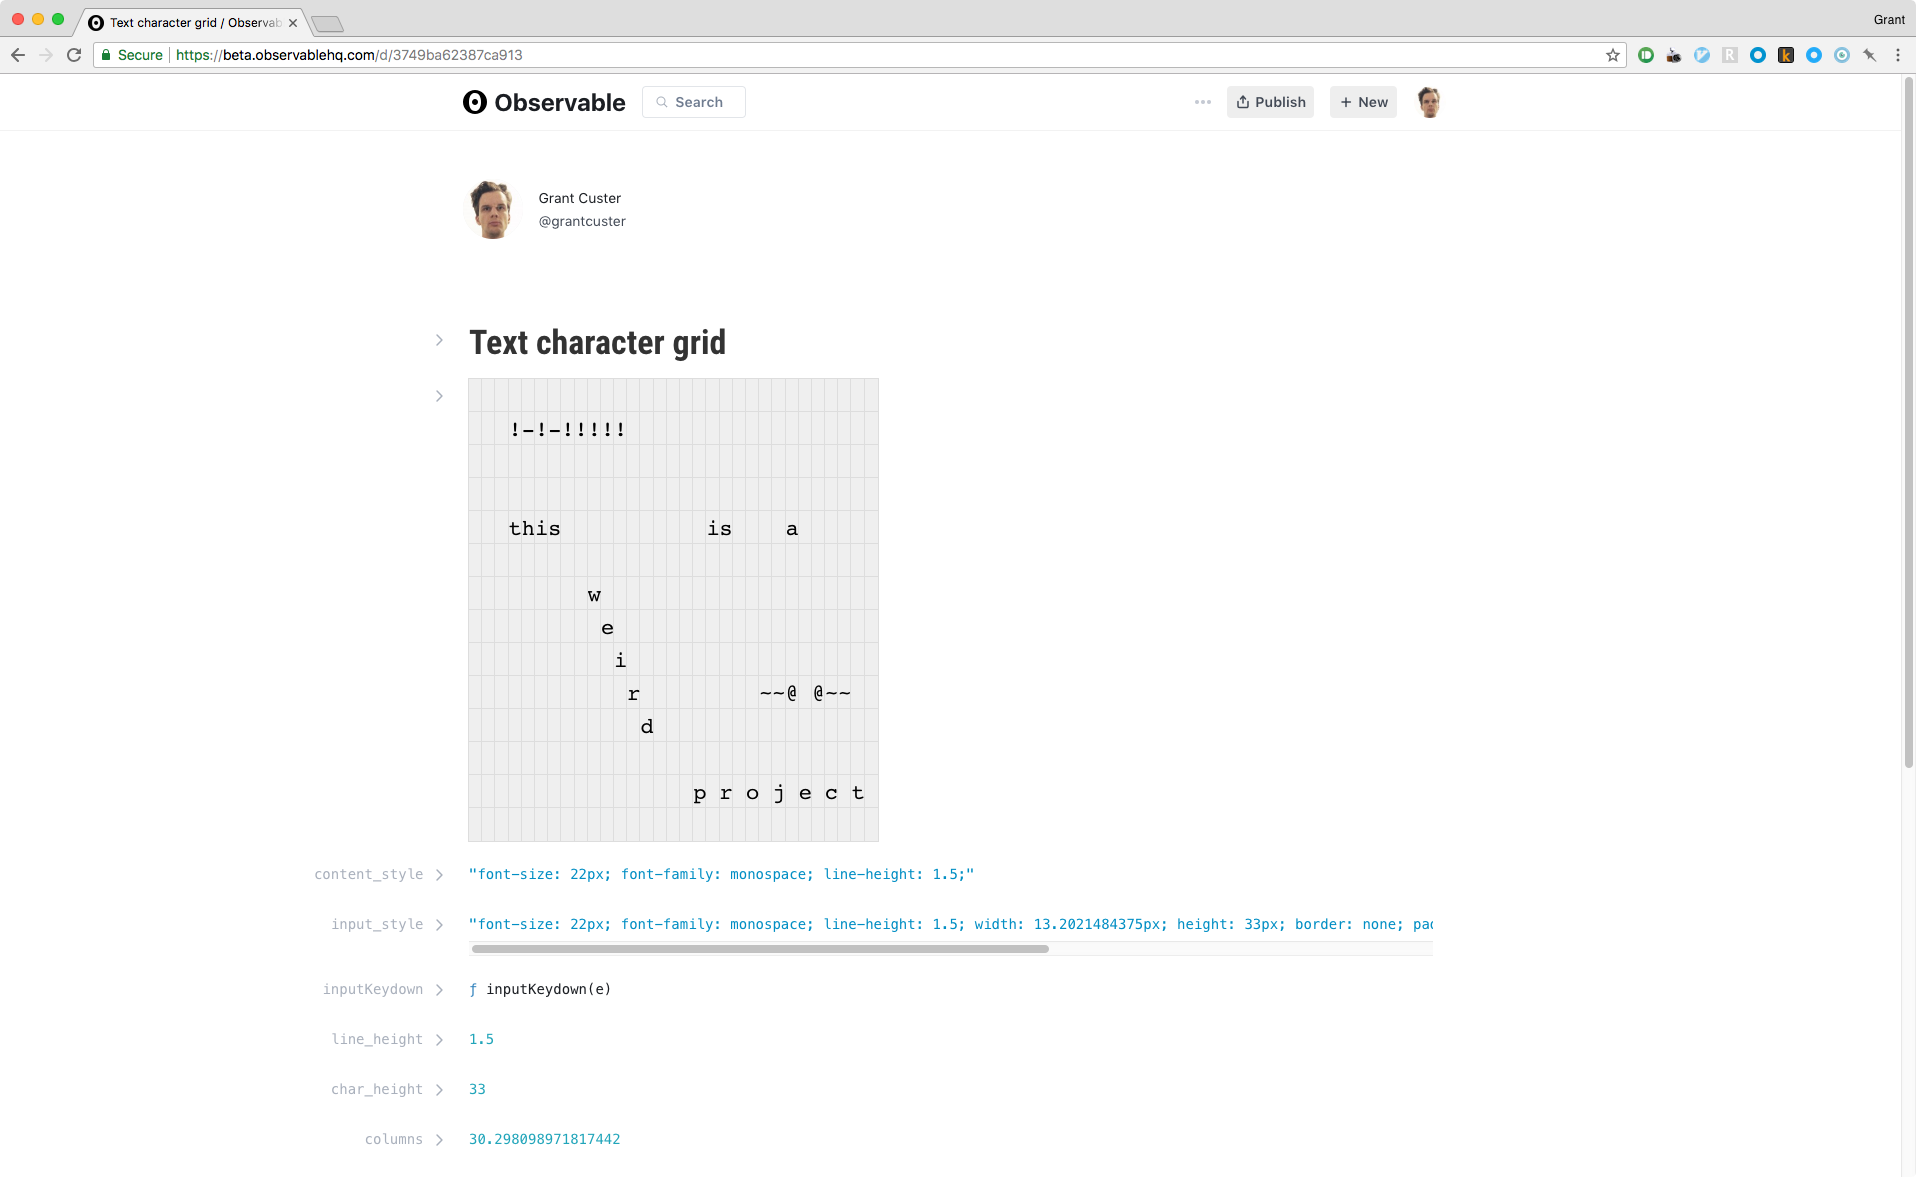 Text character grid / Observab
Grant
Secure
https://beta.observablehq.com/d/3749ba62387ca913
Observable
Search
Publish
+ New
Grant Custer
@grantcuster
Text character grid
!-!-!!!!!
this is a
w
e
i
r ~~@ @~~
d
p r o j e c t
content_style "font-size: 22px; font-family: monospace; line-height: 1.5;"
input_style "font-size: 22px; font-family: monospace; line-height: 1.5; width: 13.2021484375px; height: 33px; border: none; pad
inputKeydown ƒ inputKeydown(e)
line_height 1.5
char_height 33
columns 30.298098971817442